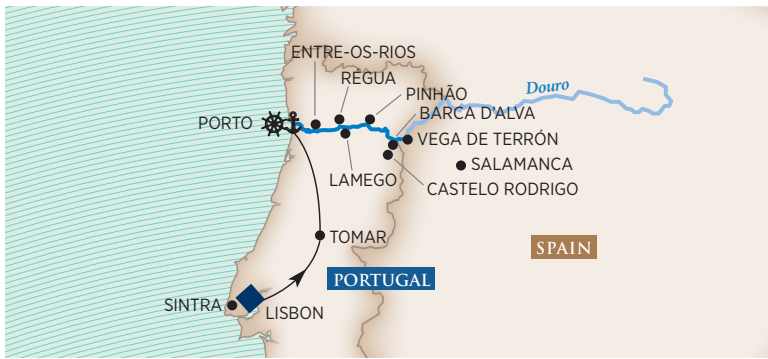 ENTRE-OS-RIOS
RÉGUA
Douro
PINHÃO
BARCA D'ALVA
PORTO
VEGA DE TERRÓN
SALAMANCA
LAMEGO
CASTELO RODRIGO
TOMAR
SPAIN
PORTUGAL
SINTRA
LISBON